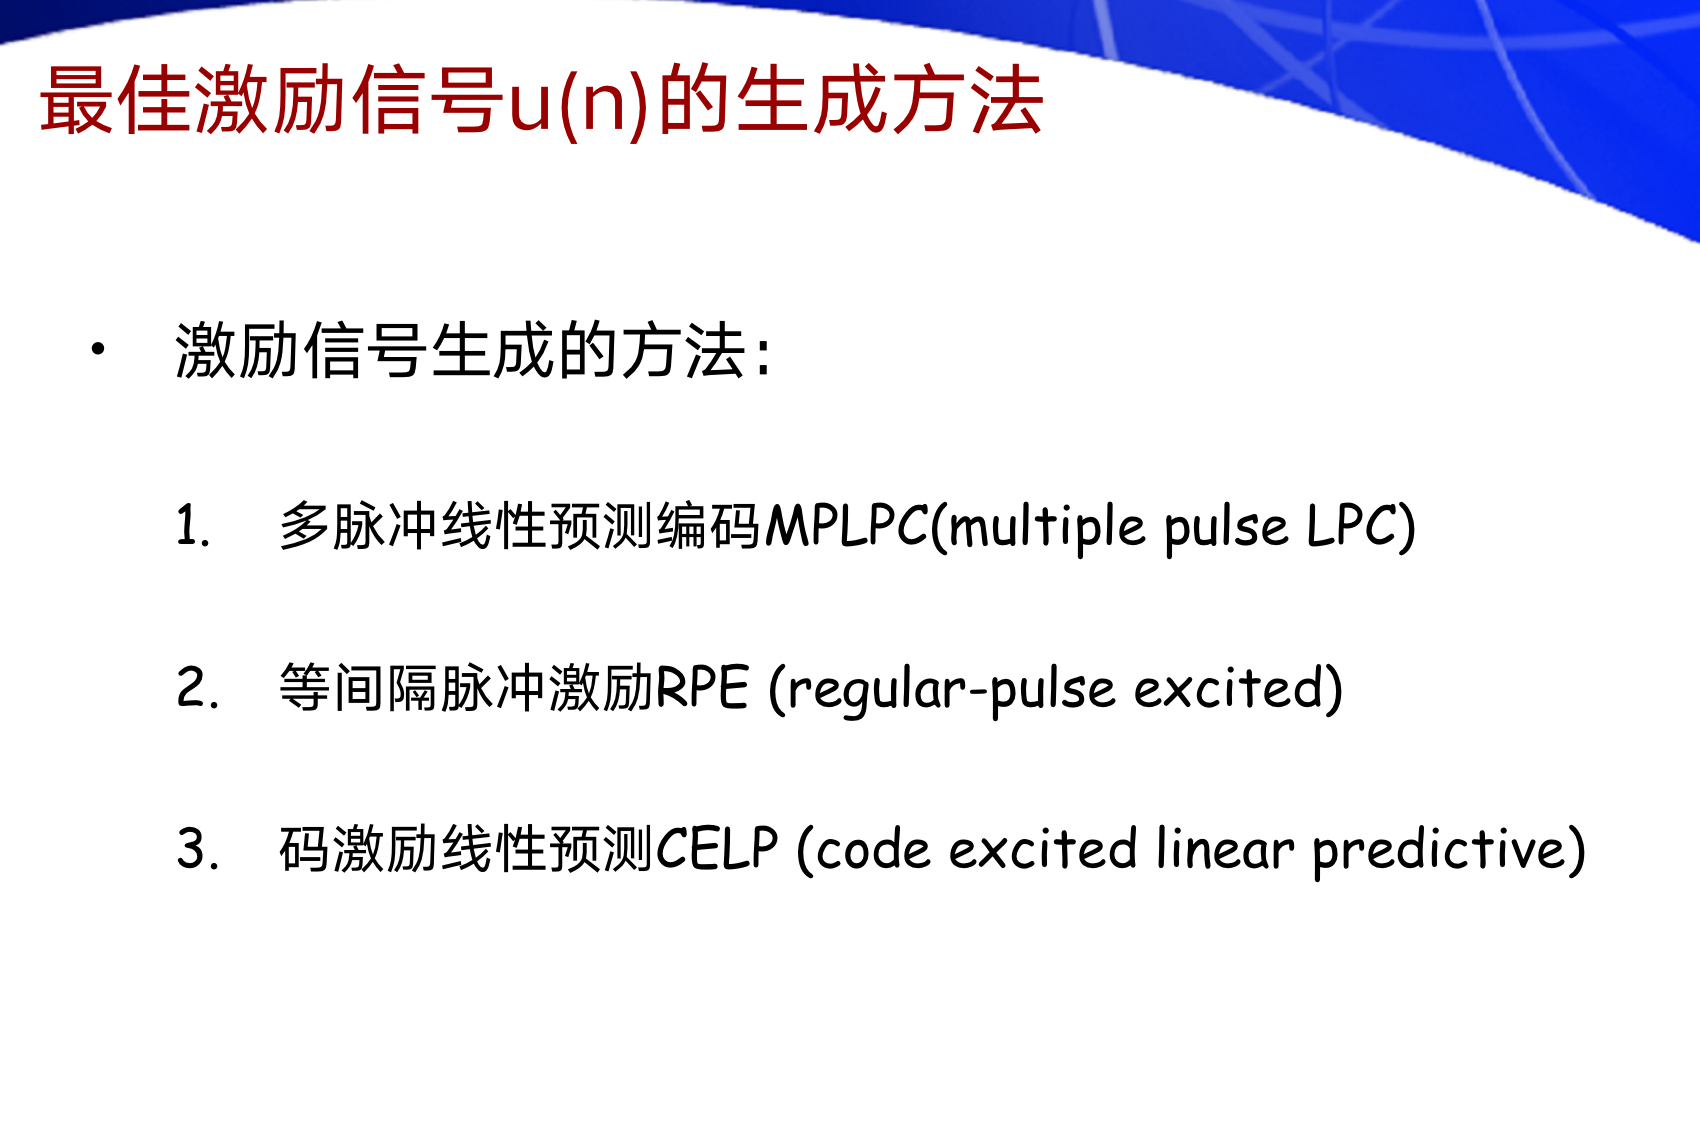 最佳激励信号u(n)的生成方法
• 激励信号生成的方法:
1. 多脉冲线性预测编码MPLPC(multiple pulse LPC)
2. 等间隔脉冲激励RPE (regular-pulse excited)
3. 码激励线性预测CELP (code excited linear predictive)